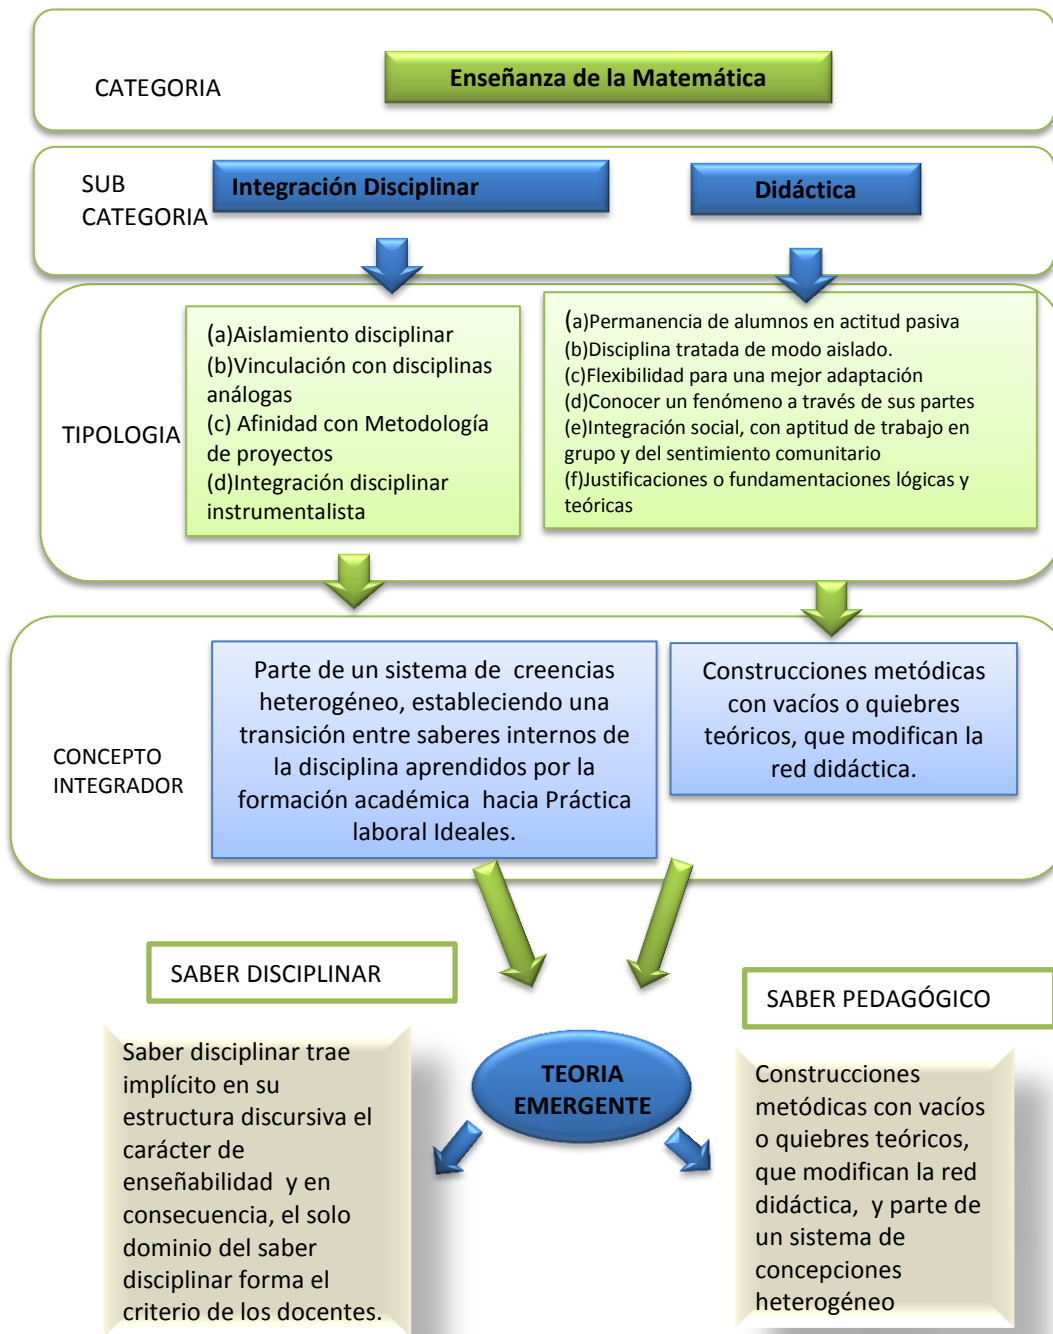 CATEGORIA
Enseñanza de la Matemática
SUB
CATEGORIA
Integración Disciplinar
Didáctica
TIPOLOGIA
(a)Aislamiento disciplinar
(b)Vinculación con disciplinas
análogas
(c) Afinidad con Metodología
de proyectos
(d)Integración disciplinar
instrumentalista
(a)Permanencia de alumnos en actitud pasiva
(b)Disciplina tratada de modo aislado.
(c)Flexibilidad para una mejor adaptación
(d)Conocer un fenómeno a través de sus partes
(e)Integración social, con aptitud de trabajo en
grupo y del sentimiento comunitario
(f)Justificaciones o fundamentaciones lógicas y
teóricas
CONCEPTO
INTEGRADOR
Parte de un sistema de creencias
heterogéneo, estableciendo una
transición entre saberes internos de
la disciplina aprendidos por la
formación académica hacia Práctica
laboral Ideales.
Construcciones metódicas
con vacíos o quiebres
teóricos, que modifican la
red didáctica.
SABER DISCIPLINAR
SABER PEDAGÓGICO
TEORIA
EMERGENTE
Saber disciplinar trae
implícito en su
estructura discursiva el
carácter de
enseñabilidad y en
consecuencia, el solo
dominio del saber
disciplinar forma el
criterio de los docentes.
Construcciones
metódicas con vacíos
o quiebres teóricos,
que modifican la red
didáctica, y parte de
un sistema de
concepciones
heterogéneo